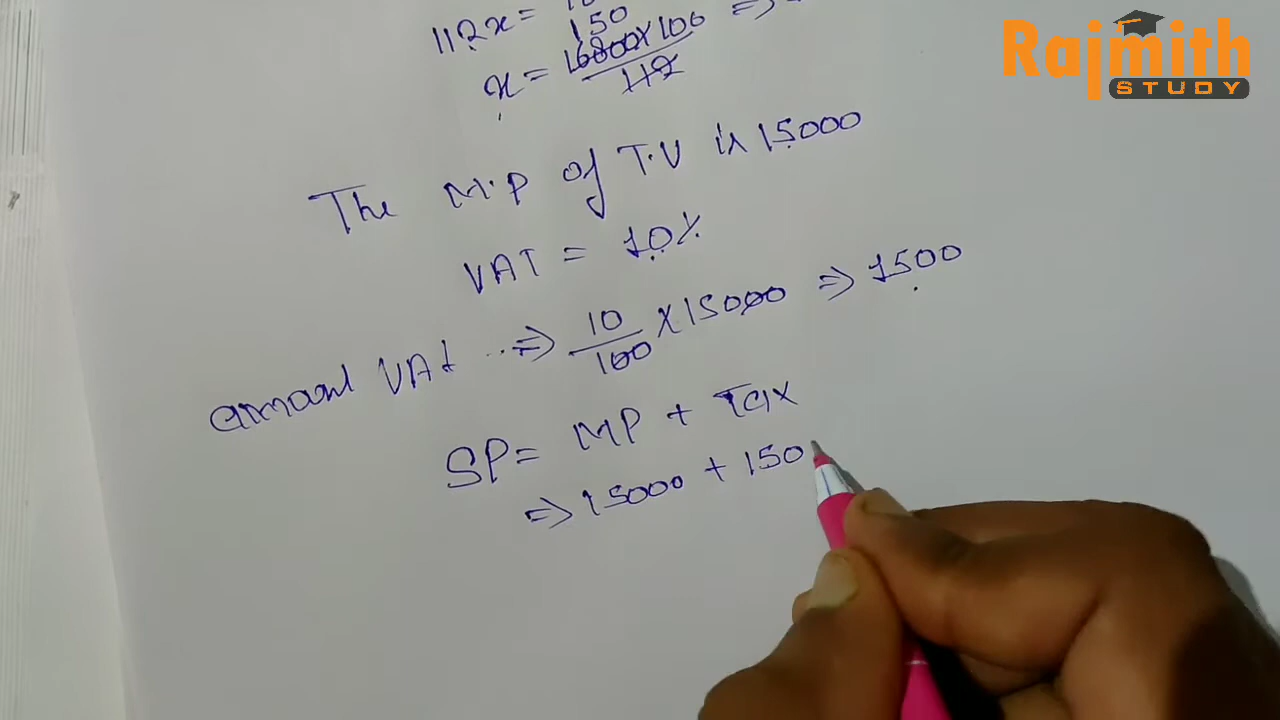 Rajmith
STUDY
112x =
150
x = 16800×100 / 112 ⇒
The M.P of T.V is 15000
VAT = 10%
amount VAt ⇒ 10/100 × 15000 ⇒ 1500
SP = MP + Tax
⇒ 15000 + 150